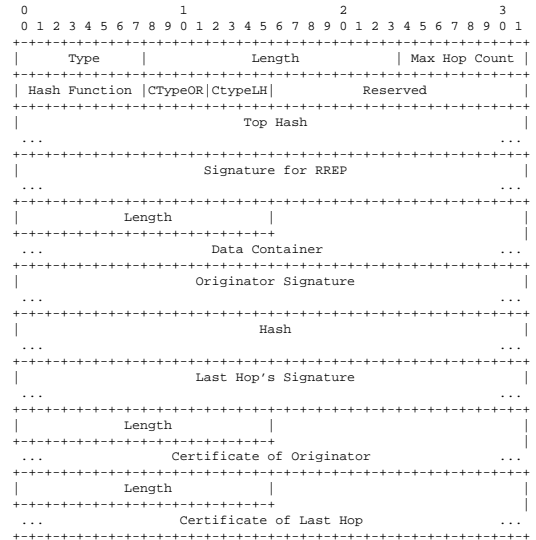 0                   1                   2                   3
 0 1 2 3 4 5 6 7 8 9 0 1 2 3 4 5 6 7 8 9 0 1 2 3 4 5 6 7 8 9 0 1
+-+-+-+-+-+-+-+-+-+-+-+-+-+-+-+-+-+-+-+-+-+-+-+-+-+-+-+-+-+-+-+-+
|      Type     |             Length            | Max Hop Count |
+-+-+-+-+-+-+-+-+-+-+-+-+-+-+-+-+-+-+-+-+-+-+-+-+-+-+-+-+-+-+-+-+
| Hash Function |CTypeOR|CtypeLH|           Reserved            |
+-+-+-+-+-+-+-+-+-+-+-+-+-+-+-+-+-+-+-+-+-+-+-+-+-+-+-+-+-+-+-+-+
|                            Top Hash                           |
 ...                                                         ...
+-+-+-+-+-+-+-+-+-+-+-+-+-+-+-+-+-+-+-+-+-+-+-+-+-+-+-+-+-+-+-+-+
|                       Signature for RREP                      |
 ...                                                         ...
+-+-+-+-+-+-+-+-+-+-+-+-+-+-+-+-+-+-+-+-+-+-+-+-+-+-+-+-+-+-+-+-+
|             Length            |                               |
+-+-+-+-+-+-+-+-+-+-+-+-+-+-+-+-+                               |
 ...                     Data Container                      ...
+-+-+-+-+-+-+-+-+-+-+-+-+-+-+-+-+-+-+-+-+-+-+-+-+-+-+-+-+-+-+-+-+
|                      Originator Signature                     |
 ...                                                         ...
+-+-+-+-+-+-+-+-+-+-+-+-+-+-+-+-+-+-+-+-+-+-+-+-+-+-+-+-+-+-+-+-+
|                              Hash                             |
 ...                                                         ...
+-+-+-+-+-+-+-+-+-+-+-+-+-+-+-+-+-+-+-+-+-+-+-+-+-+-+-+-+-+-+-+-+
|                      Last Hop's Signature                     |
 ...                                                         ...
+-+-+-+-+-+-+-+-+-+-+-+-+-+-+-+-+-+-+-+-+-+-+-+-+-+-+-+-+-+-+-+-+
|             Length            |                               |
+-+-+-+-+-+-+-+-+-+-+-+-+-+-+-+-+                               |
 ...                Certificate of Originator                ...
+-+-+-+-+-+-+-+-+-+-+-+-+-+-+-+-+-+-+-+-+-+-+-+-+-+-+-+-+-+-+-+-+
|             Length            |                               |
+-+-+-+-+-+-+-+-+-+-+-+-+-+-+-+-+                               |
 ...                 Certificate of Last Hop                 ...
+-+-+-+-+-+-+-+-+-+-+-+-+-+-+-+-+-+-+-+-+-+-+-+-+-+-+-+-+-+-+-+-+